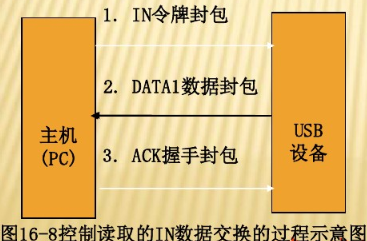 1. IN令牌封包
2. DATA1数据封包
主机
(PC)
USB
设备
3. ACK握手封包
图16-8控制读取的IN数据交换的过程示意图